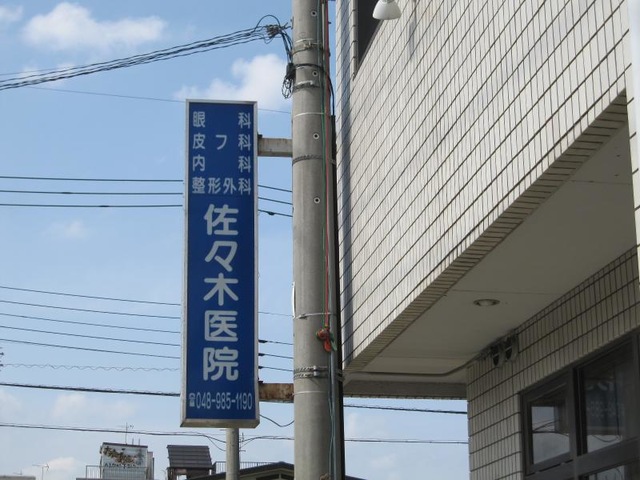 眼科
皮フ科
内科
整形外科
佐々木医院
☎048-985-1190